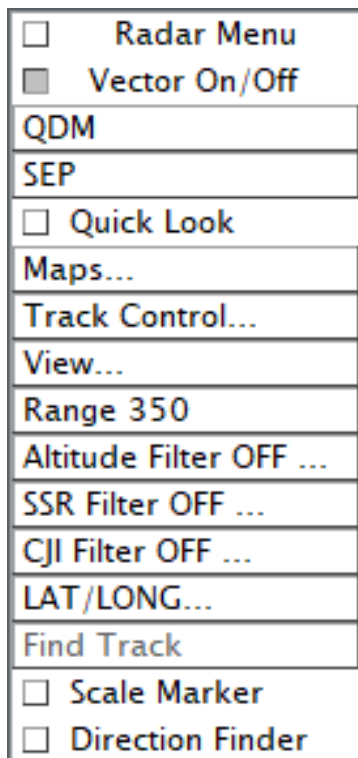 Radar Menu
Vector On/Off
QDM
SEP
Quick Look
Maps...
Track Control...
View...
Range 350
Altitude Filter OFF ...
SSR Filter OFF ...
CJI Filter OFF ...
LAT/LONG...
Find Track
Scale Marker
Direction Finder